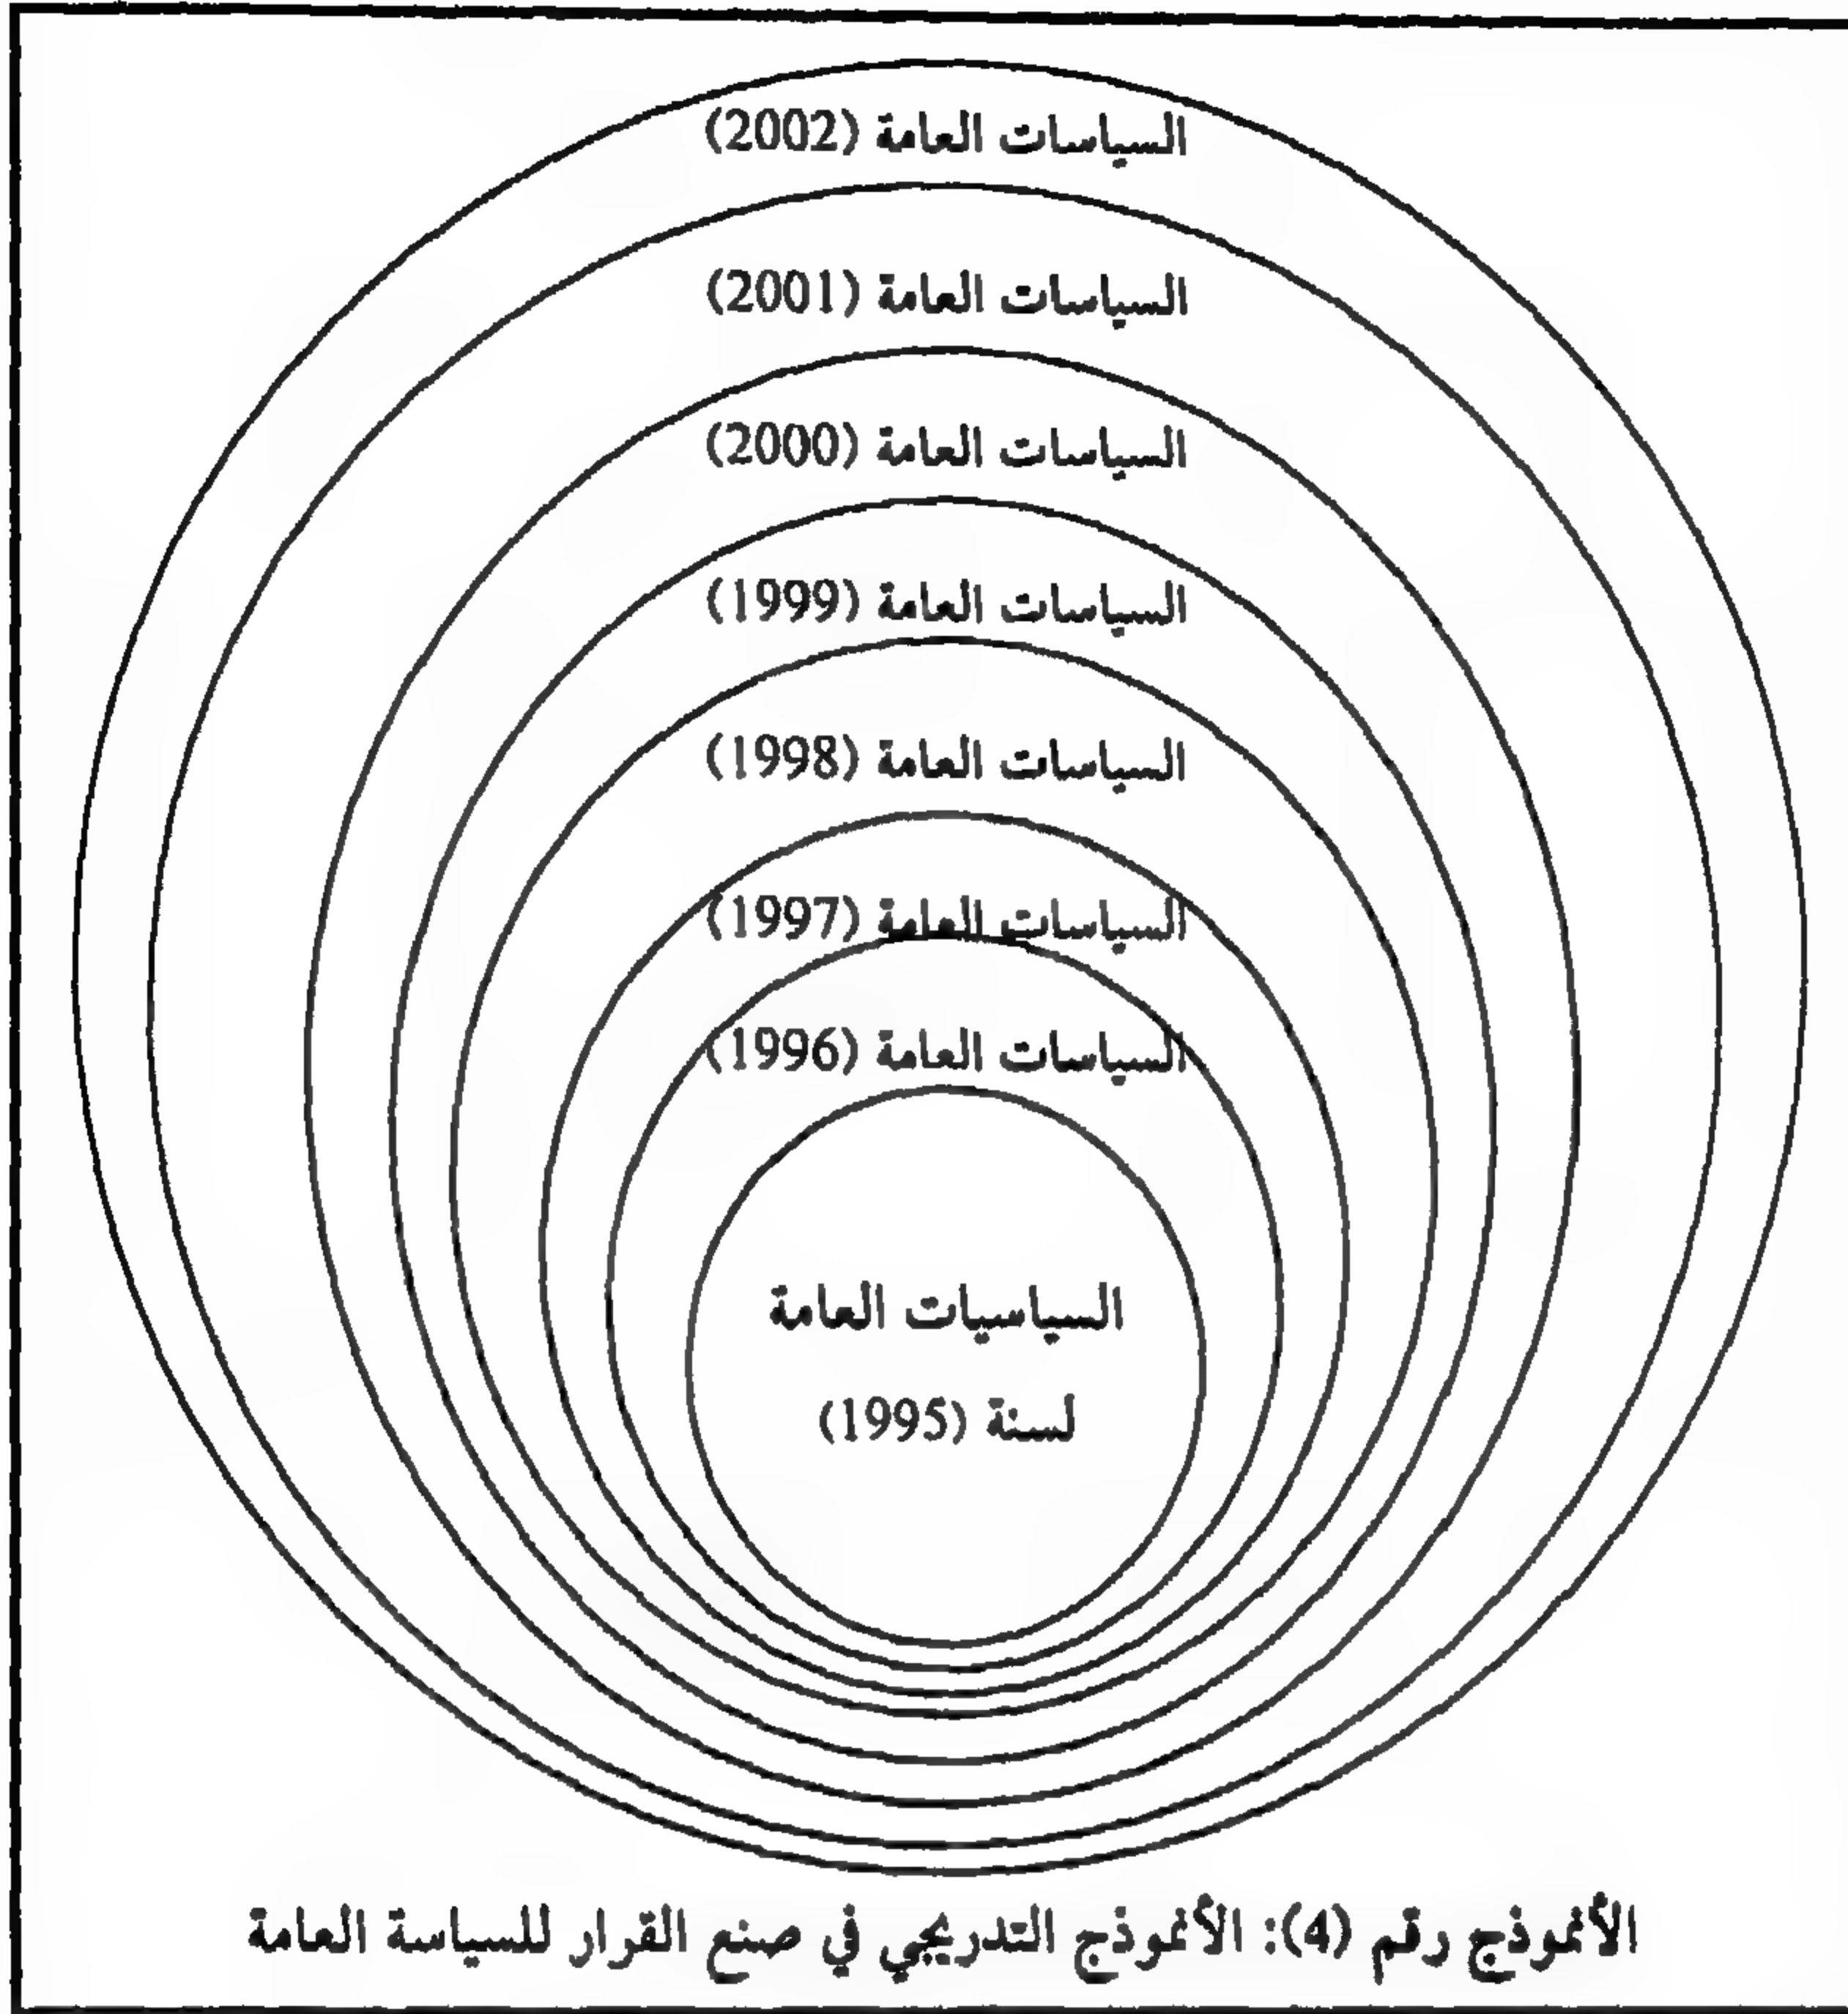 السياسات العامة (2002)
السياسات العامة (2001)
السياسات العامة (2000)
السياسات العامة (1999)
السياسات العامة (1998)
السياسات العامة (1997)
السياسات العامة (1996)
السياسيات العامة
لسنة (1995)
الأنموذج رقم (4): الأنموذج التدريجي في صنع القرار للسياسة العامة